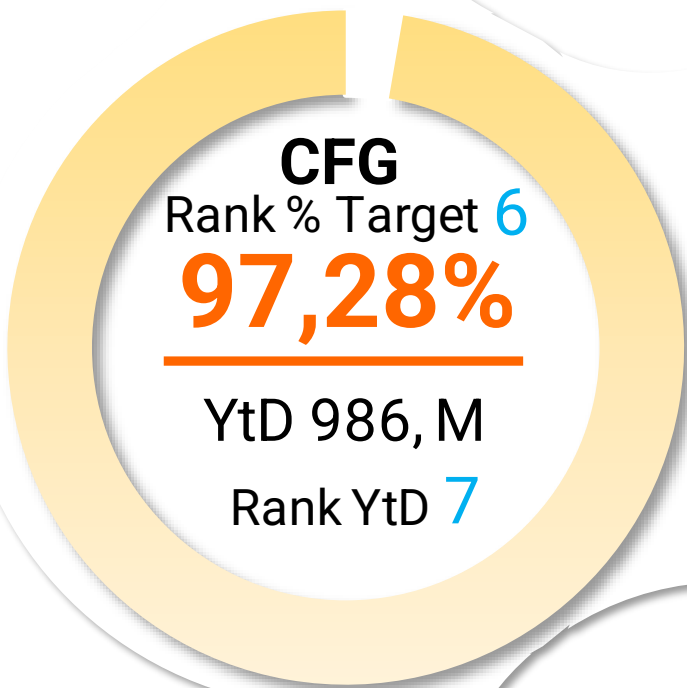 CFG
Rank % Target 6
97,28%
YtD 986, M
Rank YtD 7